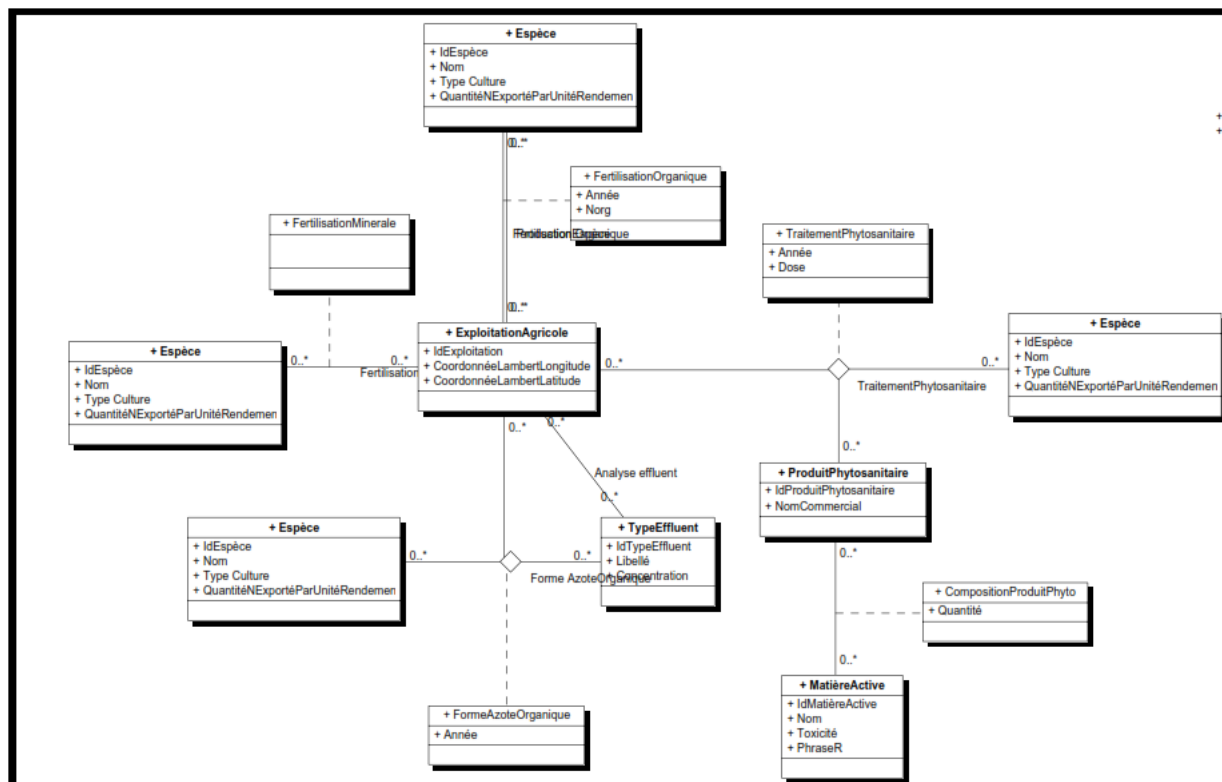 + Espèce
+ IdEspèce
+ Nom
+ Type Culture
+ QuantitéNExportéParUnitéRendemen
+
+
0..*
+ FertilisationOrganique
+ Année
+ Norg
+ FertilisationMinerale
+ TraitementPhytosanitaire
+ Année
+ Dose
0..*
+ ExploitationAgricole
+ IdExploitation
+ CoordonnéeLambertLongitude
+ CoordonnéeLambertLatitude
+ Espèce
+ IdEspèce
+ Nom
+ Type Culture
+ QuantitéNExportéParUnitéRendemen
0..*
0..*
Fertilisation
0..*
0..*
TraitementPhytosanitaire
+ Espèce
+ IdEspèce
+ Nom
+ Type Culture
+ QuantitéNExportéParUnitéRendemen
0..*
0..*
0..*
Analyse effluent
0..*
+ ProduitPhytosanitaire
+ IdProduitPhytosanitaire
+ NomCommercial
+ Espèce
+ IdEspèce
+ Nom
+ Type Culture
+ QuantitéNExportéParUnitéRendemen
0..*
0..*
Forme AzoteOrganique
+ TypeEffluent
+ IdTypeEffluent
+ Libellé
+ Concentration
0..*
+ CompositionProduitPhyto
+ Quantité
0..*
+ MatièreActive
+ IdMatièreActive
+ Nom
+ Toxicité
+ PhraseR
+ FormeAzoteOrganique
+ Année